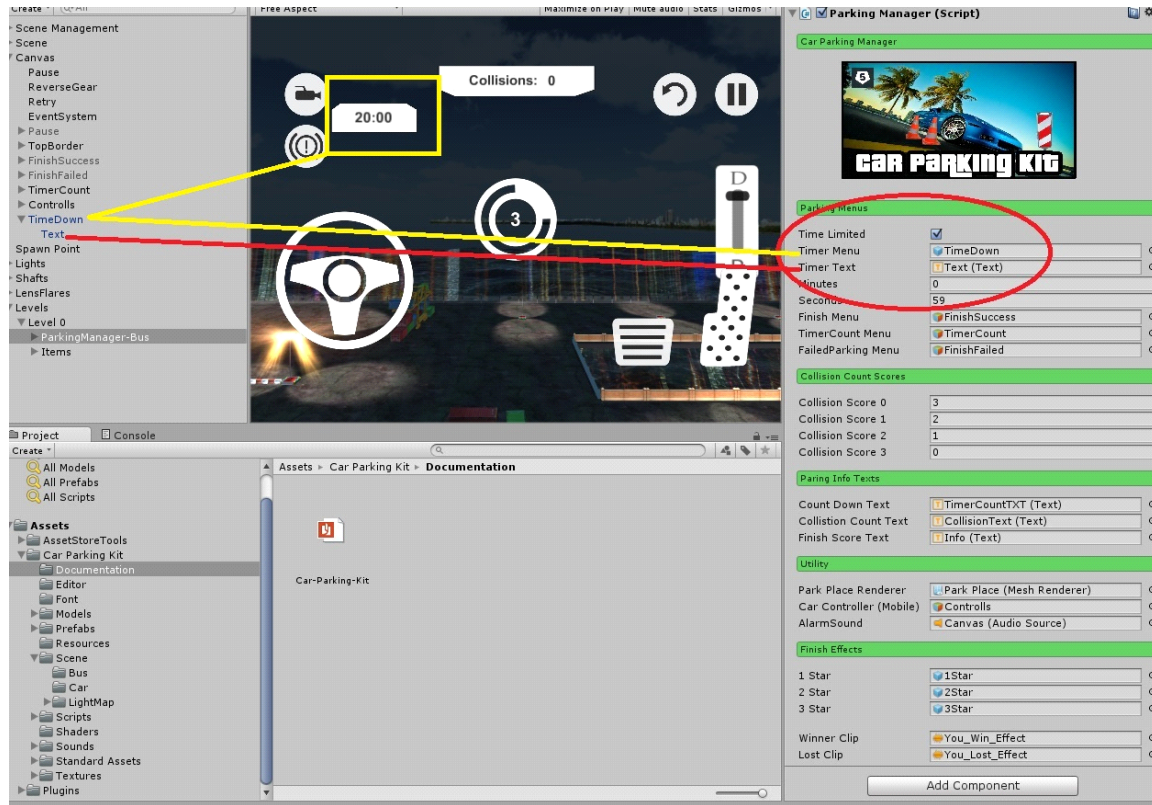 Create
All
Scene Management
Scene
Canvas
Pause
ReverseGear
Retry
EventSystem
Pause
TopBorder
FinishSuccess
FinishFailed
TimerCount
Controlls
TimeDown
Text
Spawn Point
Lights
Shafts
LensFlares
Levels
Level 0
ParkingManager-Bus
Items
Free Aspect
Maximize on Play
Mute audio
Stats
Gizmos
Collisions: 0
20:00
3
D
Parking Manager (Script)
Car Parking Manager
5
CAR PARKING KIT
Parking Menus
Time Limited
Timer Menu TimeDown
Timer Text Text (Text)
Minutes 0
Seconds 59
Finish Menu FinishSuccess
TimerCount Menu TimerCount
FailedParking Menu FinishFailed
Collision Count Scores
Collision Score 0 3
Collision Score 1 2
Collision Score 2 1
Collision Score 3 0
Paring Info Texts
Count Down Text TimerCountTXT (Text)
Collistion Count Text CollisionText (Text)
Finish Score Text Info (Text)
Utility
Park Place Renderer Park Place (Mesh Renderer)
Car Controller (Mobile) Controlls
AlarmSound Canvas (Audio Source)
Finish Effects
1 Star 1Star
2 Star 2Star
3 Star 3Star
Winner Clip You_Win_Effect
Lost Clip You_Lost_Effect
Add Component
Project Console
Create
All Models
All Prefabs
All Scripts
Assets
AssetStoreTools
Car Parking Kit
Documentation
Editor
Font
Models
Prefabs
Resources
Scene
Bus
Car
LightMap
Scripts
Shaders
Sounds
Standard Assets
Textures
Plugins
Assets Car Parking Kit Documentation
Car-Parking-Kit